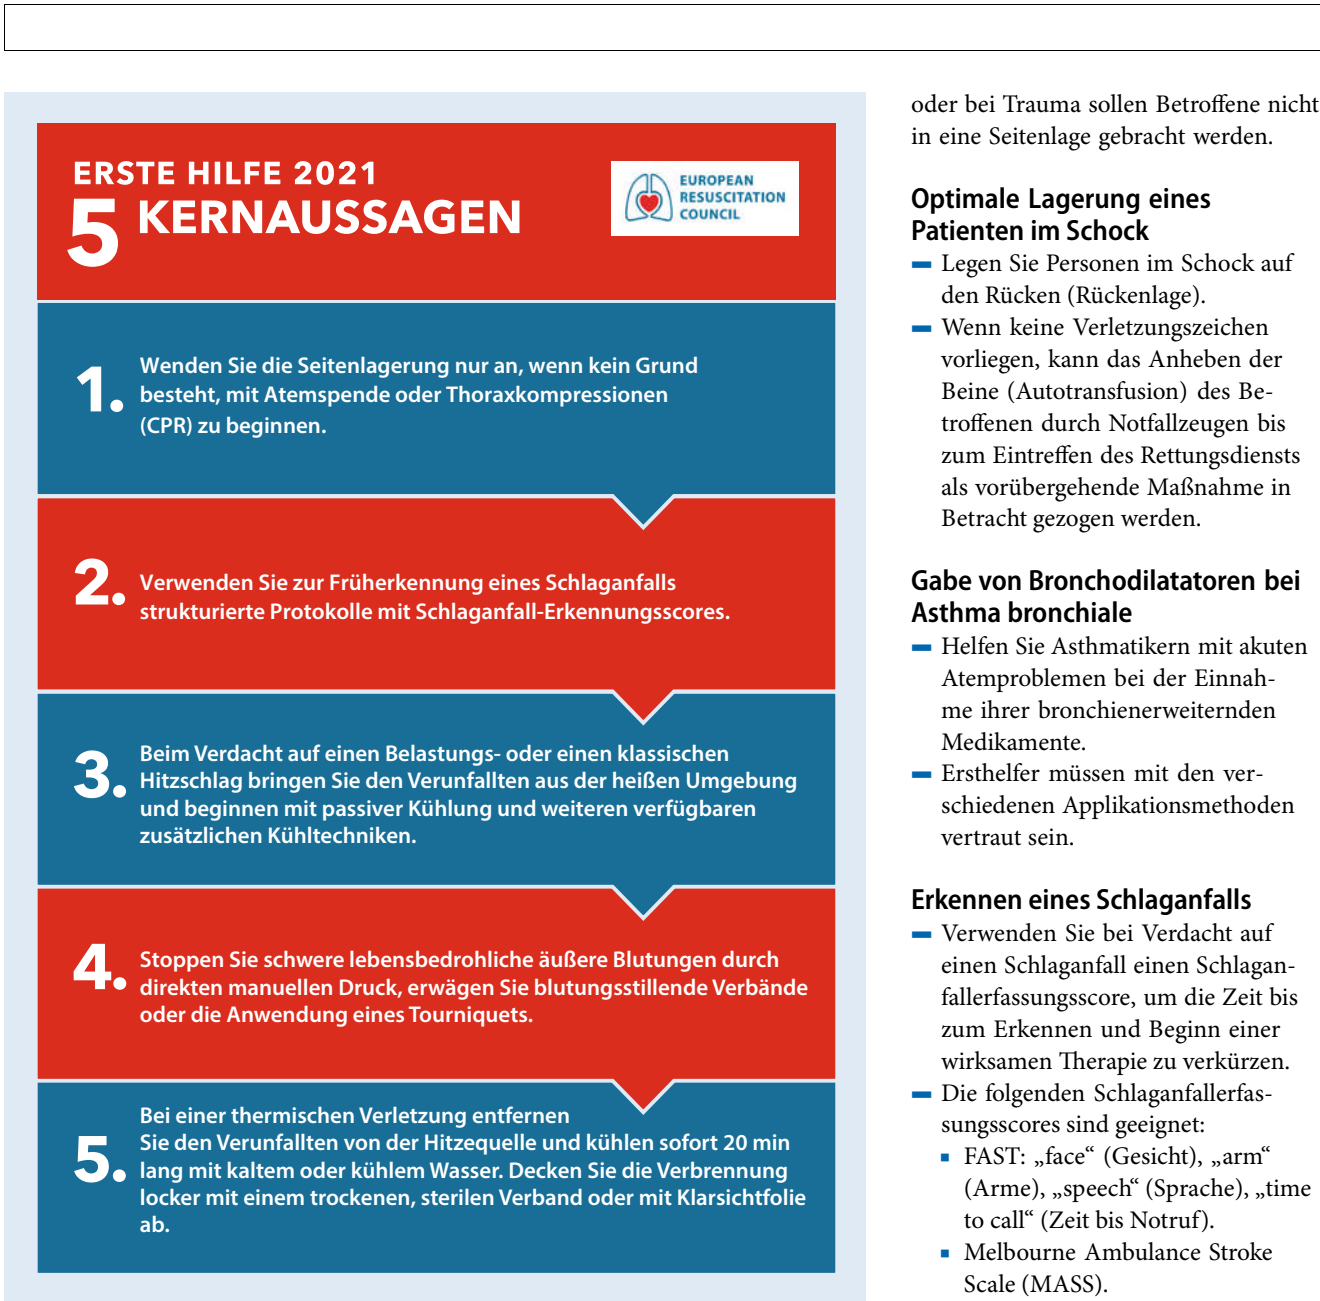 ERSTE HILFE 2021
5 KERNAUSSAGEN
EUROPEAN
RESUSCITATION
COUNCIL
1.
Wenden Sie die Seitenlagerung nur an, wenn kein Grund
besteht, mit Atemspende oder Thoraxkompressionen
(CPR) zu beginnen.
2.
Verwenden Sie zur Früherkennung eines Schlaganfalls
strukturierte Protokolle mit Schlaganfall-Erkennungsscores.
3.
Beim Verdacht auf einen Belastungs- oder einen klassischen
Hitzschlag bringen Sie den Verunfallten aus der heißen Umgebung
und beginnen mit passiver Kühlung und weiteren verfügbaren
zusätzlichen Kühltechniken.
4.
Stoppen Sie schwere lebensbedrohliche äußere Blutungen durch
direkten manuellen Druck, erwägen Sie blutungsstillende Verbände
oder die Anwendung eines Tourniquets.
5.
Bei einer thermischen Verletzung entfernen
Sie den Verunfallten von der Hitzequelle und kühlen sofort 20 min
lang mit kaltem oder kühlem Wasser. Decken Sie die Verbrennung
locker mit einem trockenen, sterilen Verband oder mit Klarsichtfolie
ab.
oder bei Trauma sollen Betroffene nicht
in eine Seitenlage gebracht werden.
Optimale Lagerung eines
Patienten im Schock
Legen Sie Personen im Schock auf
den Rücken (Rückenlage).
Wenn keine Verletzungszeichen
vorliegen, kann das Anheben der
Beine (Autotransfusion) des Be-
troffenen durch Notfallzeugen bis
zum Eintreffen des Rettungsdiensts
als vorübergehende Maßnahme in
Betracht gezogen werden.
Gabe von Bronchodilatatoren bei
Asthma bronchiale
Helfen Sie Asthmatikern mit akuten
Atemproblemen bei der Einnah-
me ihrer bronchienerweiternden
Medikamente.
Ersthelfer müssen mit den ver-
schiedenen Applikationsmethoden
vertraut sein.
Erkennen eines Schlaganfalls
Verwenden Sie bei Verdacht auf
einen Schlaganfall einen Schlagan-
fallerfassungsscore, um die Zeit bis
zum Erkennen und Beginn einer
wirksamen Therapie zu verkürzen.
Die folgenden Schlaganfallerfas-
sungsscores sind geeignet:
FAST: „face“ (Gesicht), „arm“
(Arme), „speech“ (Sprache), „time
to call“ (Zeit bis Notruf).
Melbourne Ambulance Stroke
Scale (MASS).